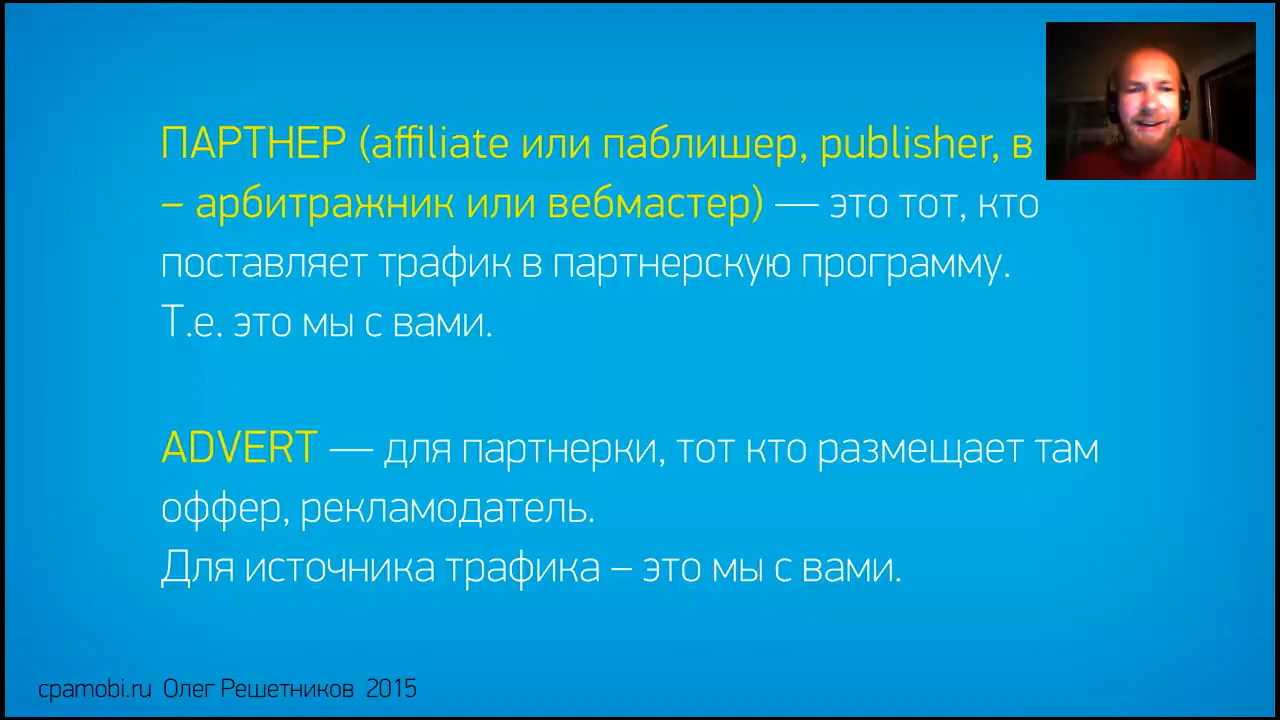 ПАРТНЕР (affiliate или паблишер, publisher, в
– арбитражник или вебмастер) — это тот, кто
поставляет трафик в партнерскую программу.
Т.е. это мы с вами.
ADVERT — для партнерки, тот кто размещает там
оффер, рекламодатель.
Для источника трафика – это мы с вами.
cpamobi.ru Олег Решетников 2015